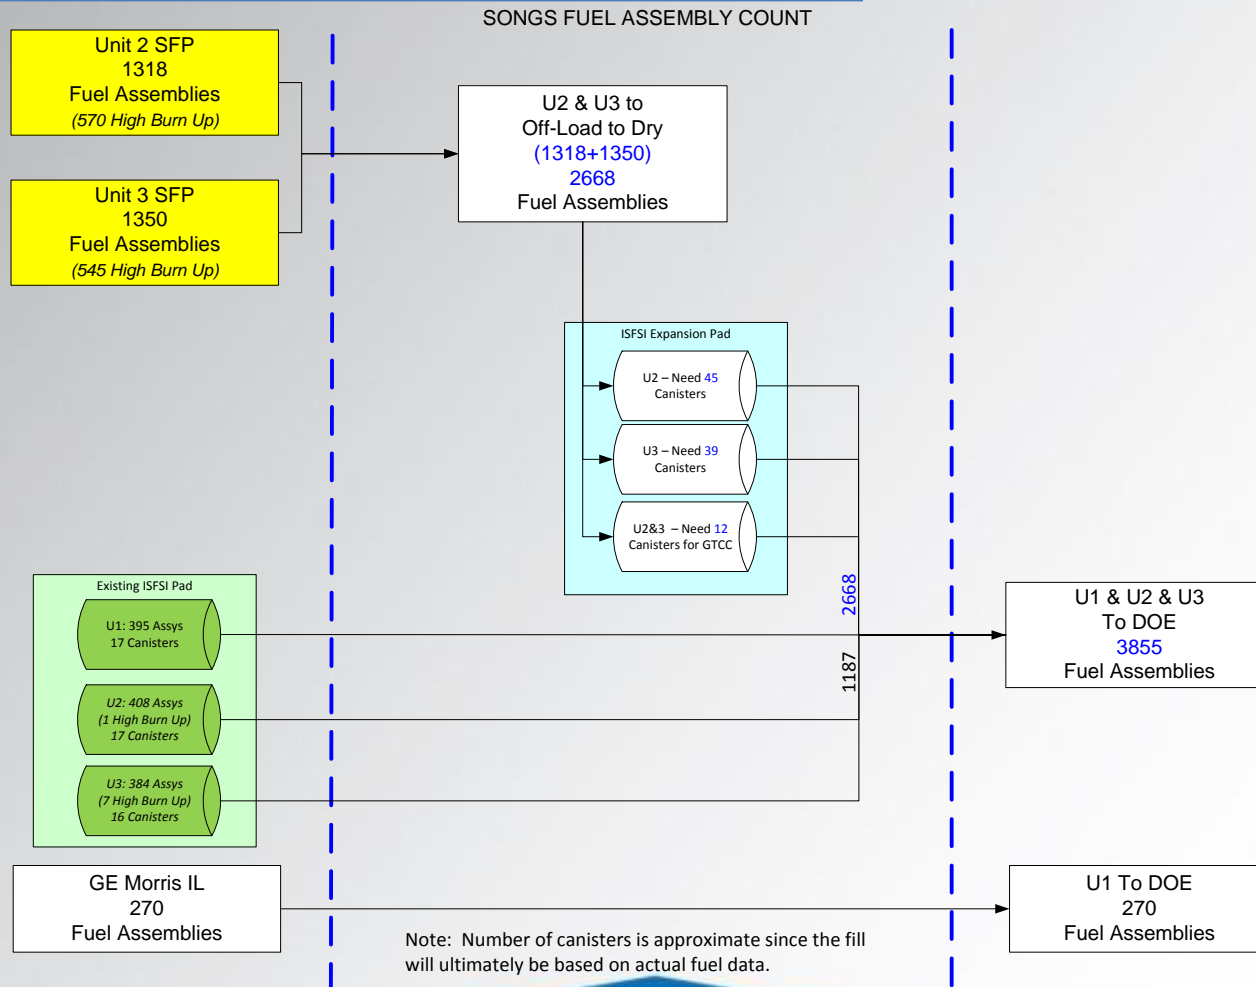 SONGS FUEL ASSEMBLY COUNT
Unit 2 SFP
1318
Fuel Assemblies
(570 High Burn Up)
Unit 3 SFP
1350
Fuel Assemblies
(545 High Burn Up)
U2 & U3 to
Off-Load to Dry
(1318+1350)
2668
Fuel Assemblies
ISFSI Expansion Pad
U2 – Need 45
Canisters
U3 – Need 39
Canisters
U2&3 – Need 12
Canisters for GTCC
Existing ISFSI Pad
U1: 395 Assys
17 Canisters
U2: 408 Assys
(1 High Burn Up)
17 Canisters
U3: 384 Assys
(7 High Burn Up)
16 Canisters
2668
1187
U1 & U2 & U3
To DOE
3855
Fuel Assemblies
GE Morris IL
270
Fuel Assemblies
U1 To DOE
270
Fuel Assemblies
Note: Number of canisters is approximate since the fill
will ultimately be based on actual fuel data.